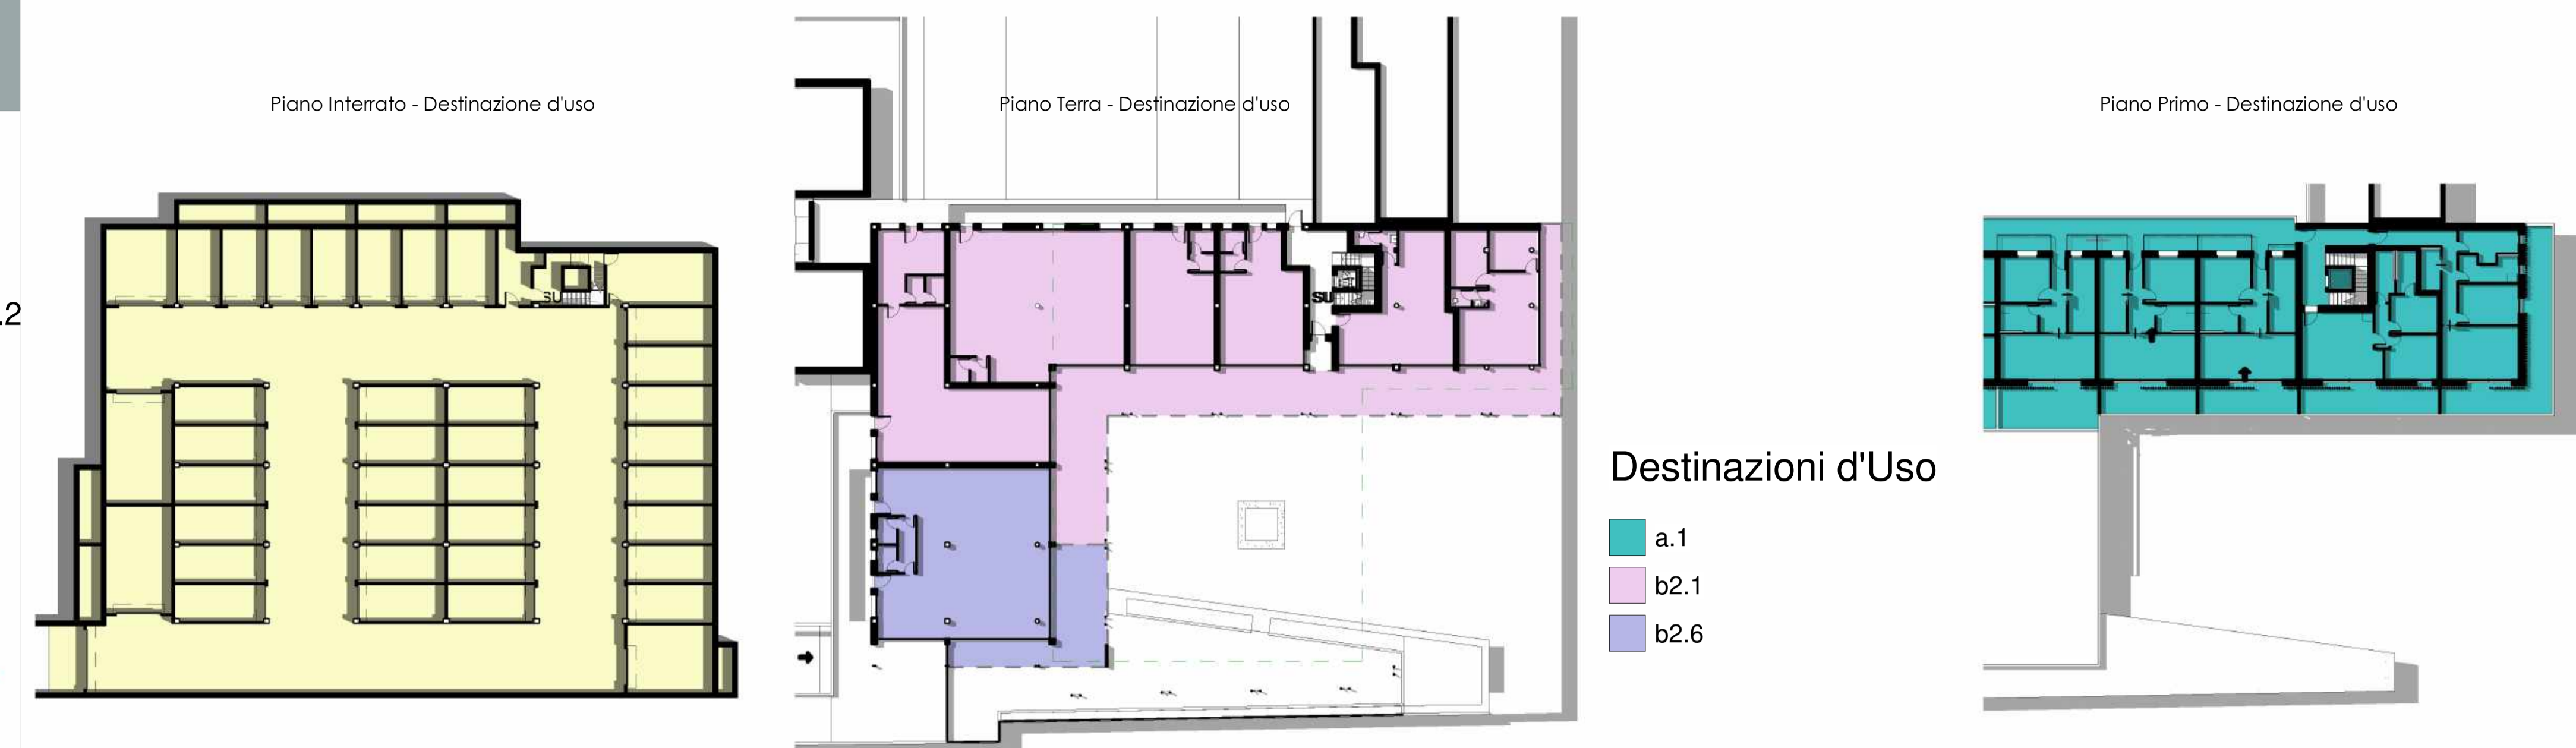 .2
Piano Interrato - Destinazione d'uso
SU
Piano Terra - Destinazione d'uso
SU
Destinazioni d'Uso
a.1
b2.1
b2.6
Piano Primo - Destinazione d'uso